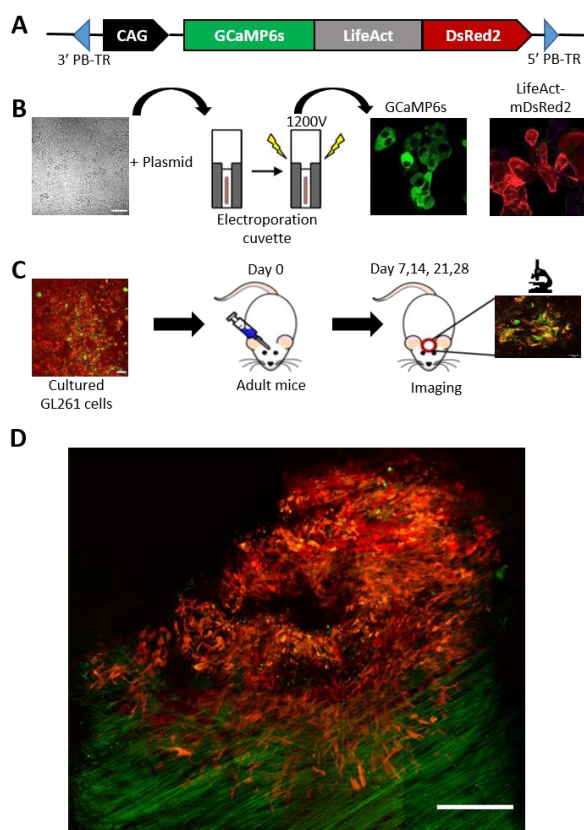 A
CAG
GCaMP6s
LifeAct
DsRed2
3' PB-TR
5' PB-TR
B
+ Plasmid
1200V
GCaMP6s
LifeAct-
mDsRed2
Electroporation
cuvette
C
Day 0
Day 7,14, 21,28
Cultured
GL261 cells
Adult mice
Imaging
D